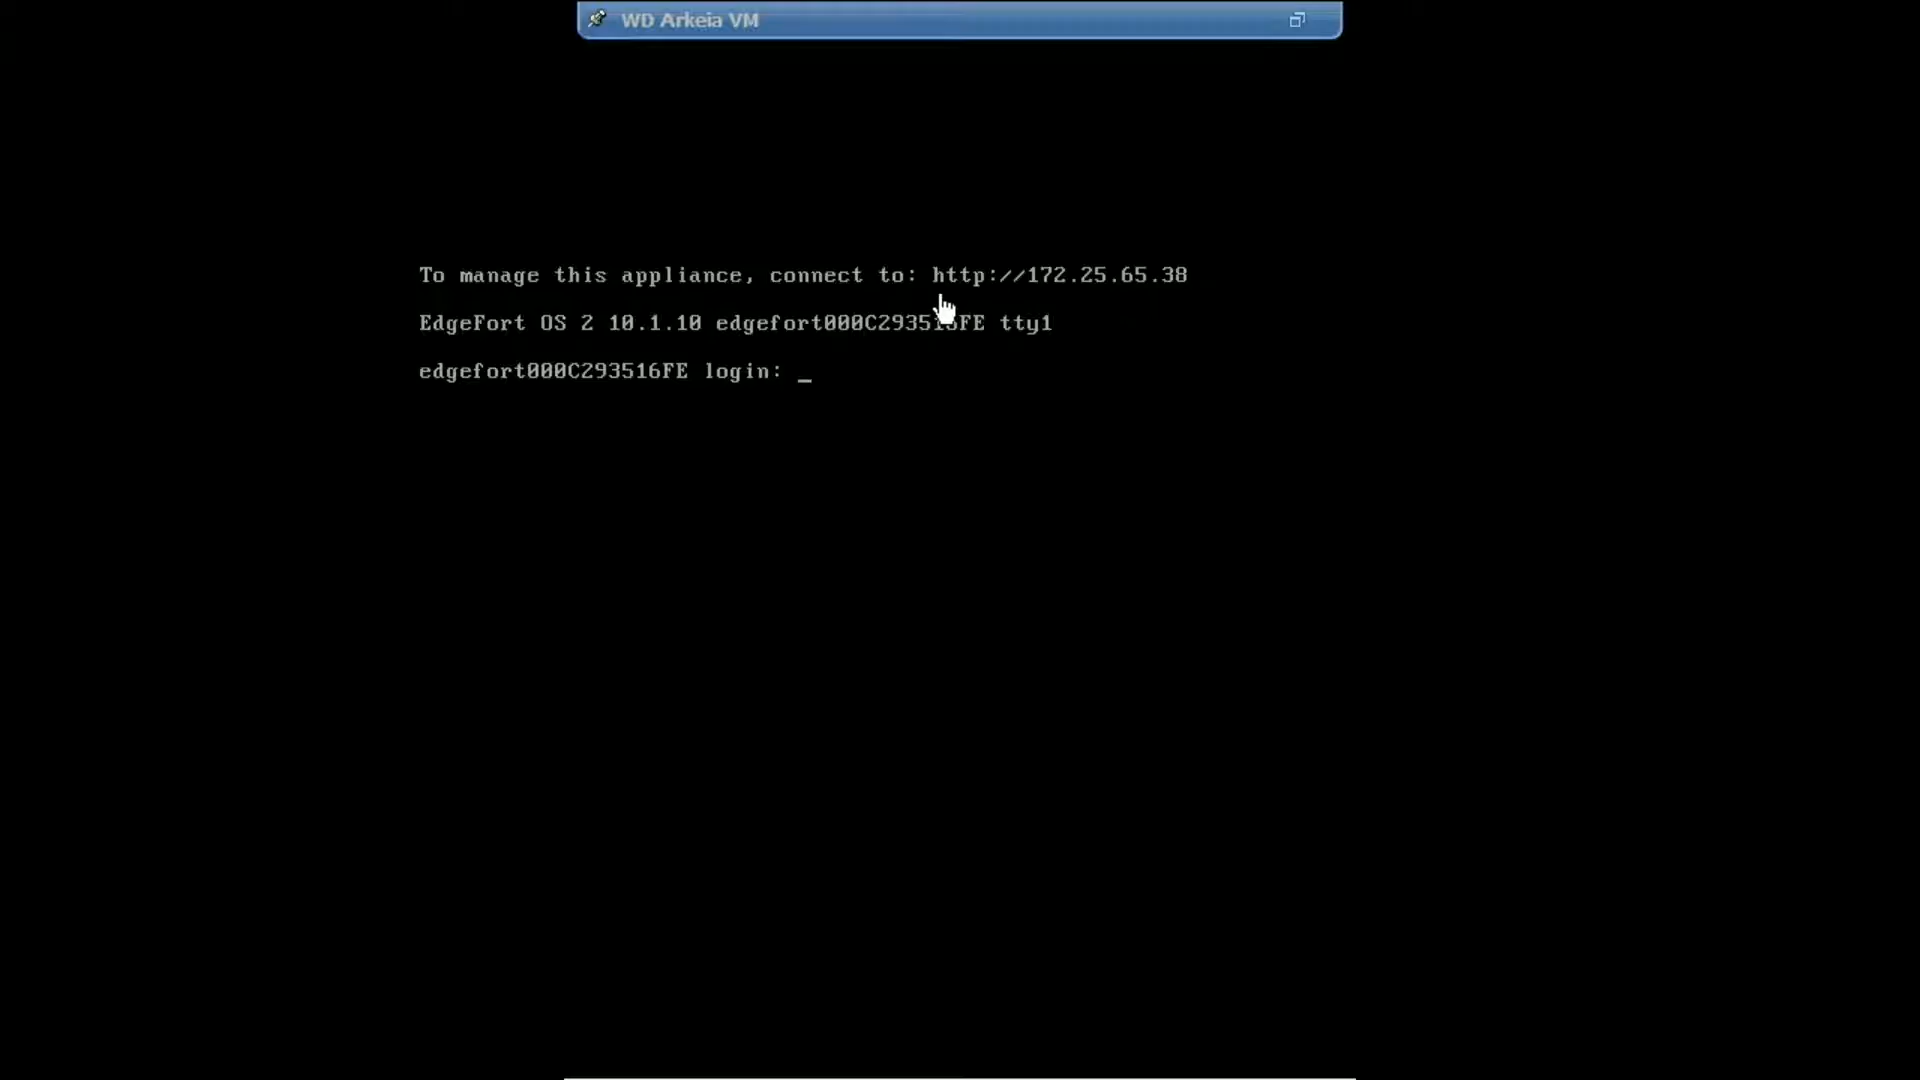 WD Arkeia VM
To manage this appliance, connect to: http://172.25.65.38
EdgeFort OS 2 10.1.10 edgefort000C293516FE tty1
edgefort000C293516FE login: _